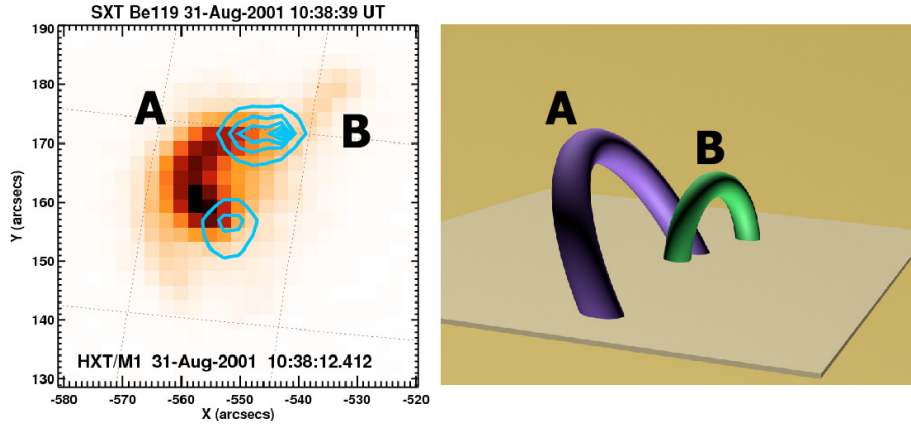 SXT Be119 31-Aug-2001 10:38:39 UT
190
180
170
160
150
140
130
Y (arcsecs)
A
B
HXT/M1 31-Aug-2001 10:38:12.412
-580 -570 -560 -550 -540 -530 -520
X (arcsecs)
A
B